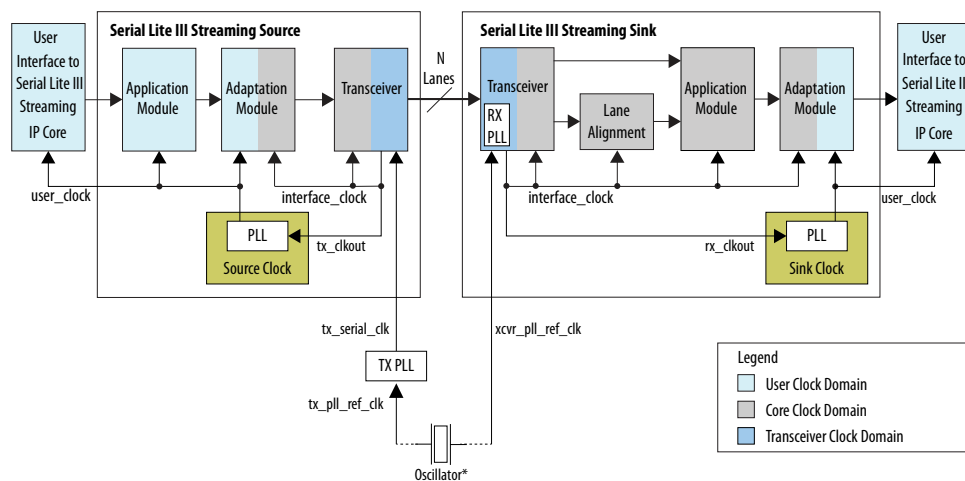 Serial Lite III Streaming Source
User
Interface to
Serial Lite III
Streaming
IP Core
Application
Module
Adaptation
Module
Transceiver
N
Lanes
user_clock
interface_clock
PLL
Source Clock
tx_clkout
Serial Lite III Streaming Sink
Transceiver
RX
PLL
Lane
Alignment
Application
Module
Adaptation
Module
User
Interface to
Serial Lite III
Streaming
IP Core
interface_clock
user_clock
rx_clkout
PLL
Sink Clock
tx_serial_clk
xcvr_pll_ref_clk
TX PLL
tx_pll_ref_clk
Oscillator*
Legend
User Clock Domain
Core Clock Domain
Transceiver Clock Domain